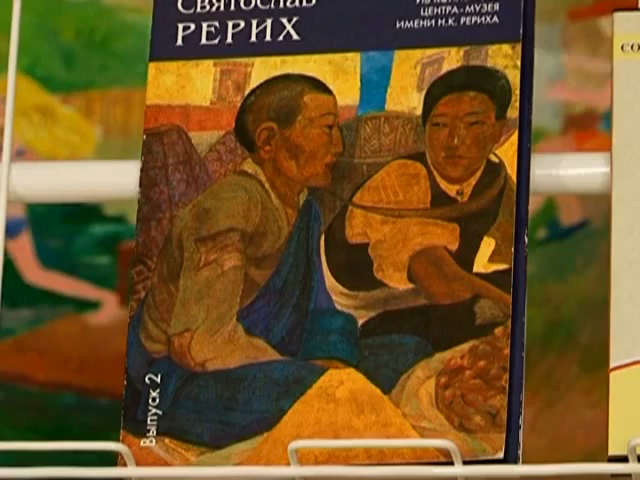 Святослав
РЕРИХ
ЦЕНТРА-МУЗЕЯ
ИМЕНИ Н.К. РЕРИХА
Выпуск 2